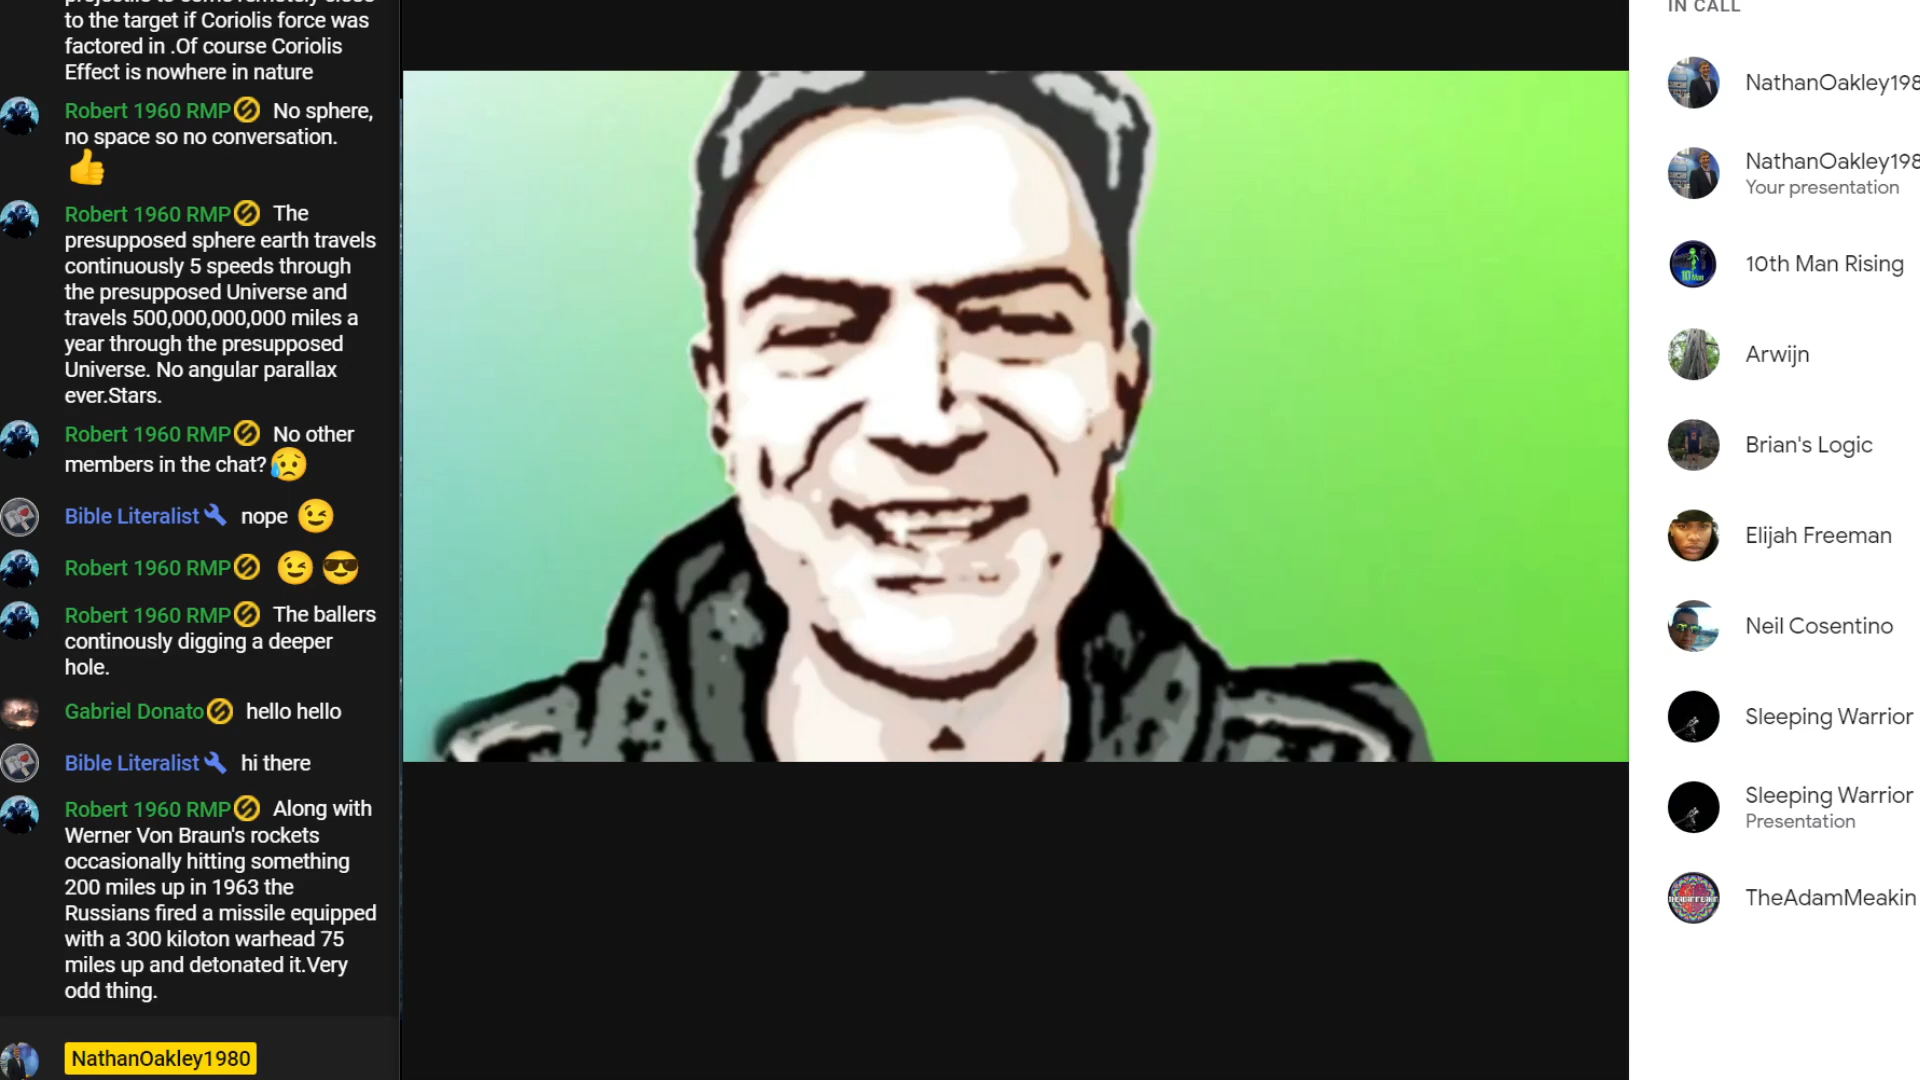 to the target if Coriolis force was
factored in .Of course Coriolis
Effect is nowhere in nature
Robert 1960 RMP No sphere,
no space so no conversation.
Robert 1960 RMP The
presupposed sphere earth travels
continuously 5 speeds through
the presupposed Universe and
travels 500,000,000,000 miles a
year through the presupposed
Universe. No angular parallax
ever.Stars.
Robert 1960 RMP No other
members in the chat?
Bible Literalist nope
Robert 1960 RMP
Robert 1960 RMP The ballers
continously digging a deeper
hole.
Gabriel Donato hello hello
Bible Literalist hi there
Robert 1960 RMP Along with
Werner Von Braun's rockets
occasionally hitting something
200 miles up in 1963 the
Russians fired a missile equipped
with a 300 kiloton warhead 75
miles up and detonated it.Very
odd thing.
NathanOakley1980
IN CALL
NathanOakley198
NathanOakley198
Your presentation
10th Man Rising
Arwijn
Brian's Logic
Elijah Freeman
Neil Cosentino
Sleeping Warrior
Sleeping Warrior
Presentation
TheAdamMeakin